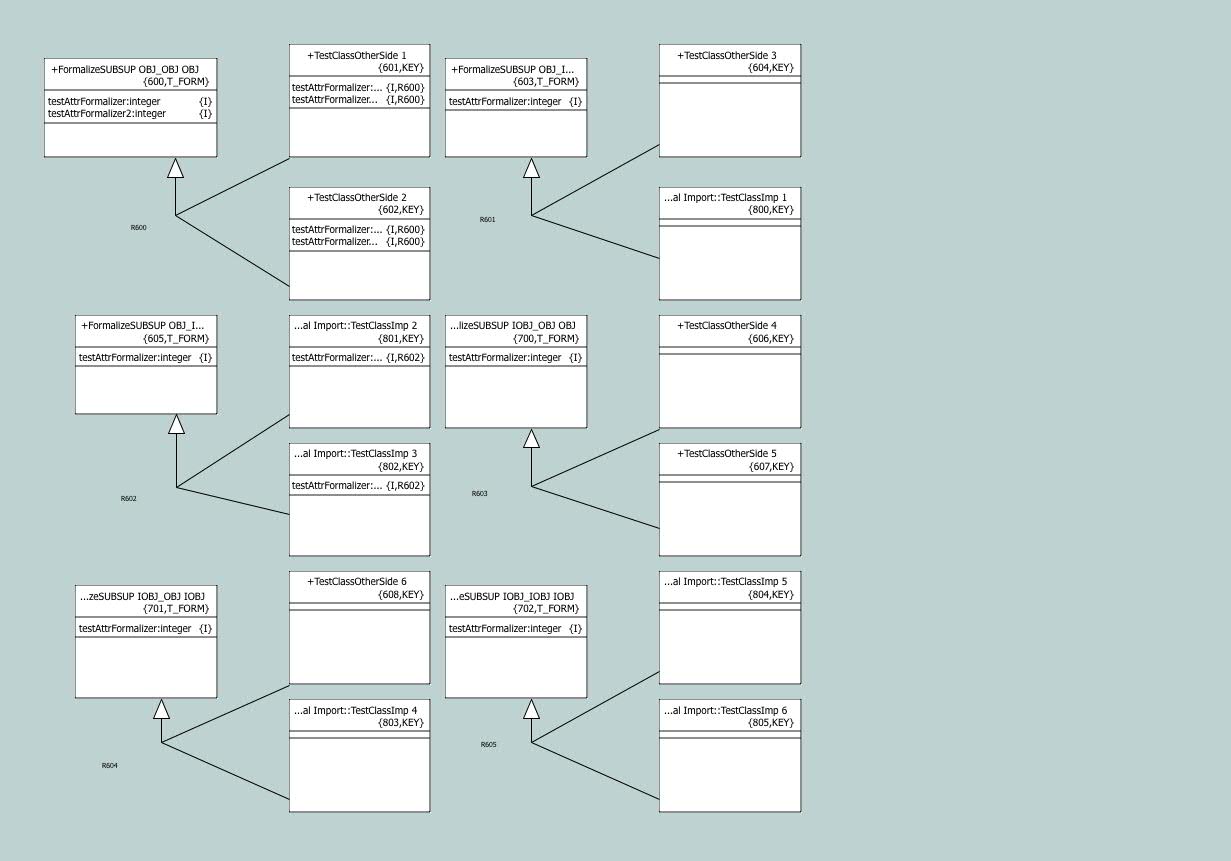 +FormalizeSUBSUP OBJ_OBJ OBJ
{600,T_FORM}
testAttrFormalizer:integer {I}
testAttrFormalizer2:integer {I}
+TestClassOtherSide 1
{601,KEY}
testAttrFormalizer:... {I,R600}
testAttrFormalizer... {I,R600}
+FormalizeSUBSUP OBJ_I...
{603,T_FORM}
testAttrFormalizer:integer {I}
+TestClassOtherSide 3
{604,KEY}
R600
+TestClassOtherSide 2
{602,KEY}
testAttrFormalizer:... {I,R600}
testAttrFormalizer... {I,R600}
R601
...al Import::TestClassImp 1
{800,KEY}
+FormalizeSUBSUP OBJ_I...
{605,T_FORM}
testAttrFormalizer:integer {I}
...al Import::TestClassImp 2
{801,KEY}
testAttrFormalizer:... {I,R602}
...lizeSUBSUP IOBJ_OBJ OBJ
{700,T_FORM}
testAttrFormalizer:integer {I}
+TestClassOtherSide 4
{606,KEY}
R602
...al Import::TestClassImp 3
{802,KEY}
testAttrFormalizer:... {I,R602}
R603
+TestClassOtherSide 5
{607,KEY}
...zeSUBSUP IOBJ_OBJ IOBJ
{701,T_FORM}
testAttrFormalizer:integer {I}
+TestClassOtherSide 6
{608,KEY}
...eSUBSUP IOBJ_IOBJ IOBJ
{702,T_FORM}
testAttrFormalizer:integer {I}
...al Import::TestClassImp 5
{804,KEY}
R604
...al Import::TestClassImp 4
{803,KEY}
R605
...al Import::TestClassImp 6
{805,KEY}